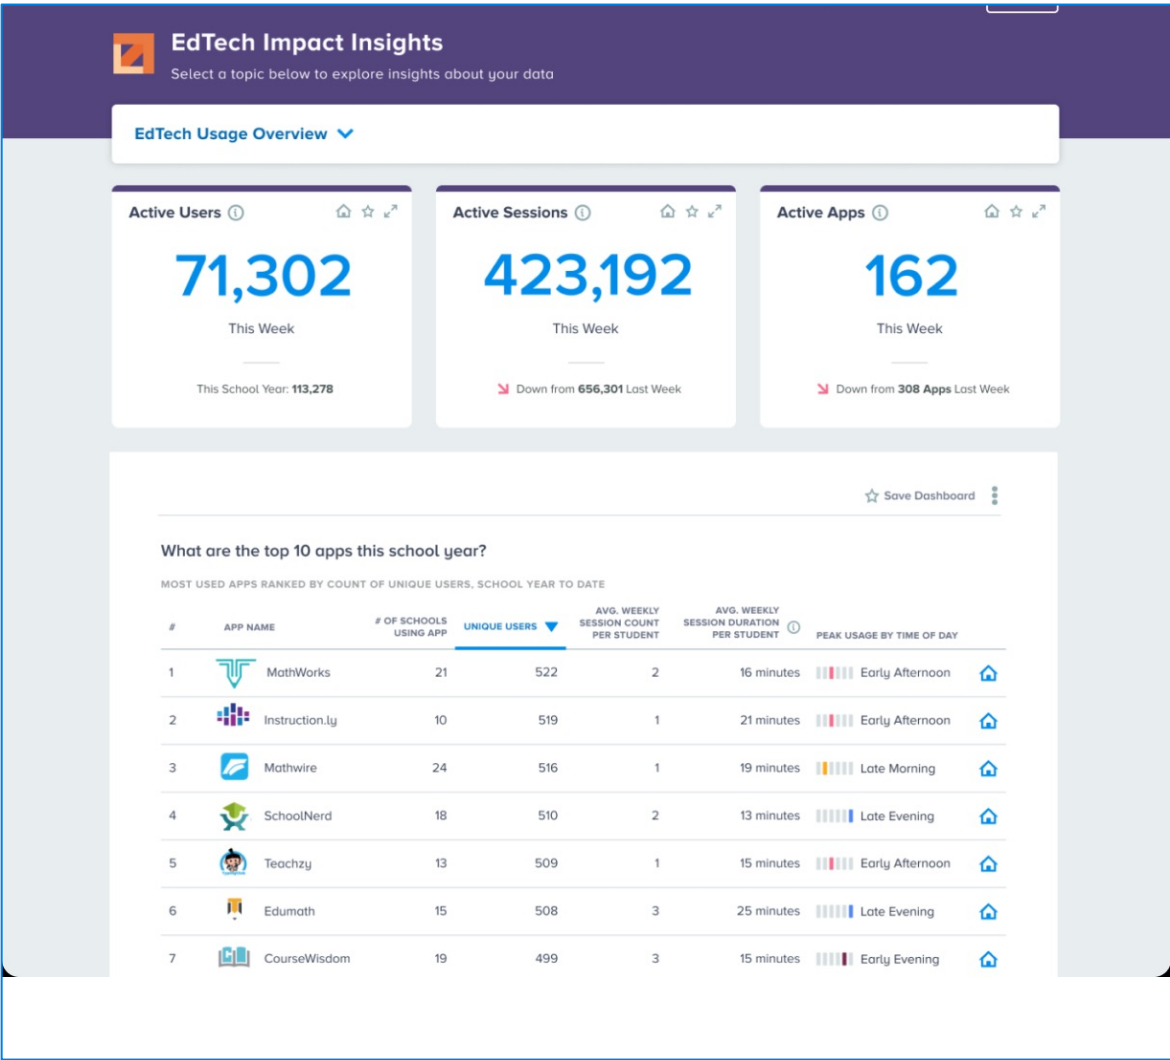 EdTech Impact Insights
Select a topic below to explore insights about your data
EdTech Usage Overview
Active Users
71,302
This Week
This School Year: 113,278
Active Sessions
423,192
This Week
Down from 656,301 Last Week
Active Apps
162
This Week
Down from 308 Apps Last Week
Save Dashboard
What are the top 10 apps this school year?
MOST USED APPS RANKED BY COUNT OF UNIQUE USERS, SCHOOL YEAR TO DATE
#
APP NAME
# OF SCHOOLS
USING APP
UNIQUE USERS
AVG. WEEKLY
SESSION COUNT
PER STUDENT
AVG. WEEKLY
SESSION DURATION
PER STUDENT
PEAK USAGE BY TIME OF DAY
1 MathWorks 21 522 2 16 minutes Early Afternoon
2 Instruction.ly 10 519 1 21 minutes Early Afternoon
3 Mathwire 24 516 1 19 minutes Late Morning
4 SchoolNerd 18 510 2 13 minutes Late Evening
5 Teachzy 13 509 1 15 minutes Early Afternoon
6 Edumath 15 508 3 25 minutes Late Evening
7 CourseWisdom 19 499 3 15 minutes Early Evening